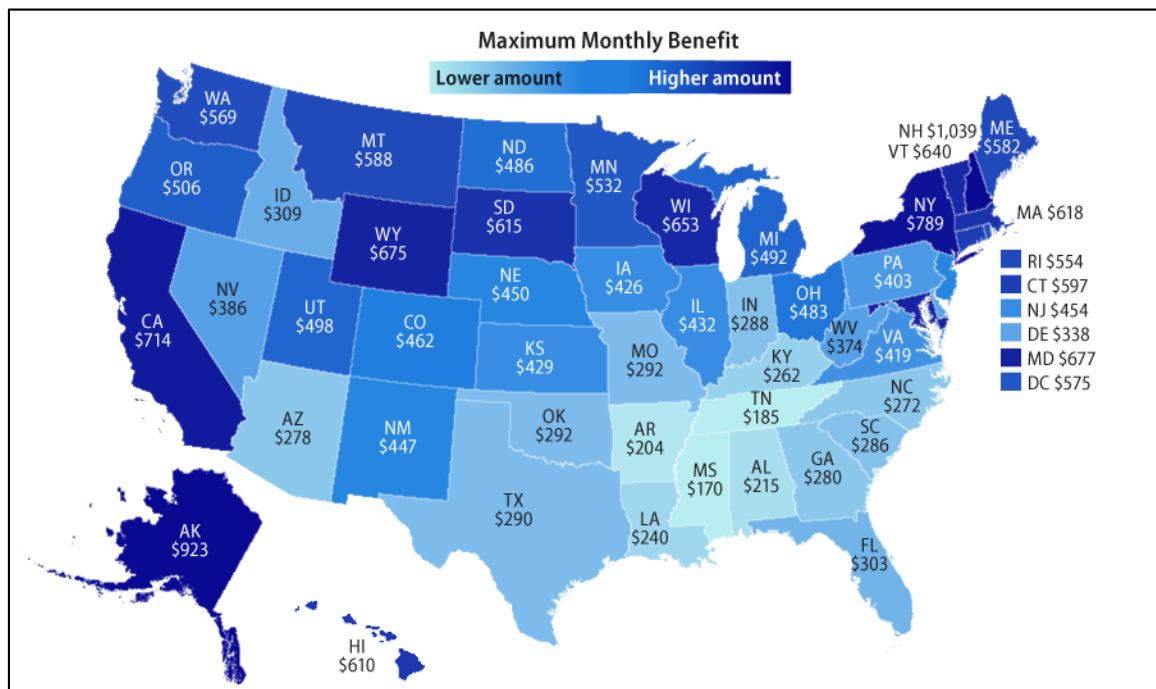 Maximum Monthly Benefit
Lower amount Higher amount
WA
$569
MT
$588
ND
$486
MN
$532
NH $1,039
VT $640
ME
$582
OR
$506
ID
$309
SD
$615
WI
$653
NY
$789
MA $618
WY
$675
MI
$492
RI $554
CT $597
NJ $454
DE $338
MD $677
DC $575
NV
$386
UT
$498
CO
$462
NE
$450
IA
$426
IL
$432
IN
$288
OH
$483
PA
$403
WV
$374
VA
$419
CA
$714
KS
$429
MO
$292
KY
$262
NC
$272
TN
$185
AZ
$278
NM
$447
OK
$292
AR
$204
SC
$286
MS
$170
AL
$215
GA
$280
TX
$290
LA
$240
FL
$303
AK
$923
HI
$610